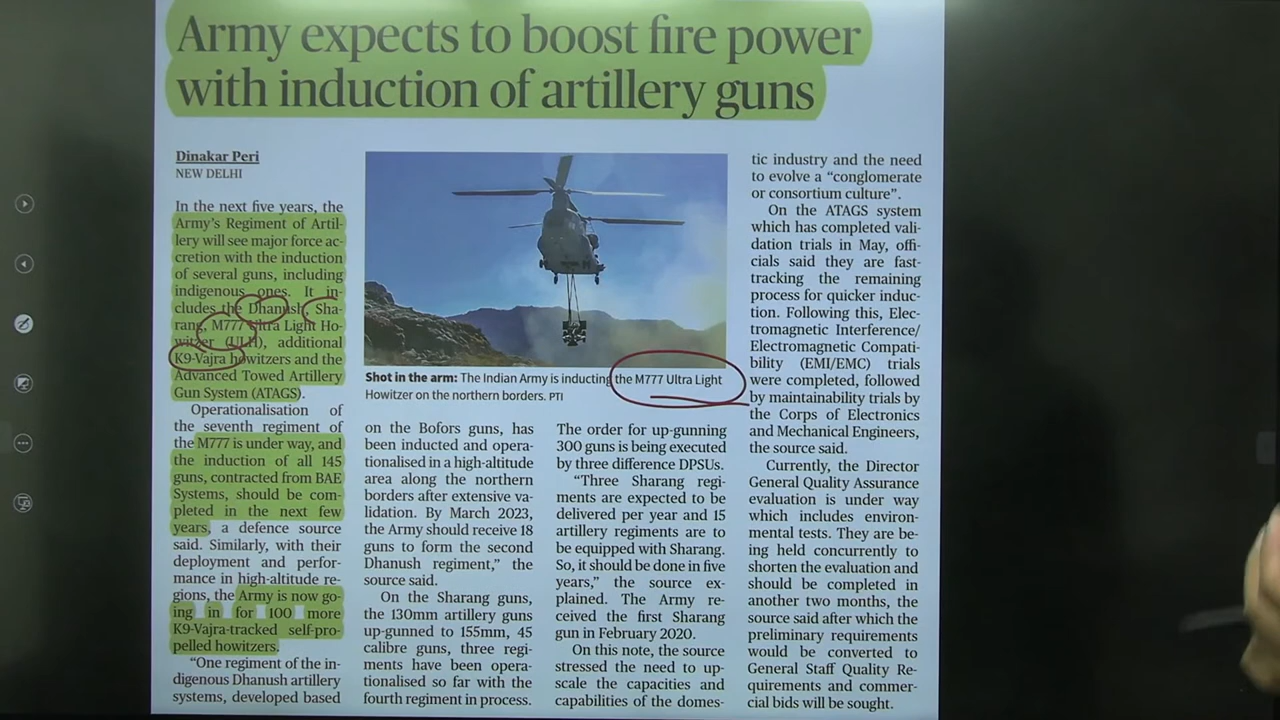 Army expects to boost fire power
with induction of artillery guns
Dinakar Peri
NEW DELHI
In the next five years, the
Army's Regiment of Artil-
lery will see major force ac-
cretion with the induction
of several guns, including
indigenous ones. It in-
cludes the Dhanush, Sha-
rang, M777 Ultra Light Ho-
witzer (ULH), additional
K9-Vajra howitzers and the
Advanced Towed Artillery
Gun System (ATAGS).
Operationalisation of
the seventh regiment of
the M777 is under way, and
the induction of all 145
guns, contracted from BAE
Systems, should be com-
pleted in the next few
years, a defence source
said. Similarly, with their
deployment and perfor-
mance in high-altitude re-
gions, the Army is now go-
ing in for 100 more
K9-Vajra-tracked self-pro-
pelled howitzers.
"One regiment of the in-
digenous Dhanush artillery
systems, developed based
Shot in the arm: The Indian Army is inducting the M777 Ultra Light
Howitzer on the northern borders. PTI
on the Bofors guns, has
been inducted and opera-
tionalised in a high-altitude
area along the northern
borders after extensive va-
lidation. By March 2023,
the Army should receive 18
guns to form the second
Dhanush regiment," the
source said.
On the Sharang guns,
the 130mm artillery guns
up-gunned to 155mm, 45
calibre guns, three regi-
ments have been opera-
tionalised so far with the
fourth regiment in process.
The order for up-gunning
300 guns is being executed
by three difference DPSUs.
"Three Sharang regi-
ments are expected to be
delivered per year and 15
artillery regiments are to
be equipped with Sharang.
So, it should be done in five
years," the source ex-
plained. The Army re-
ceived the first Sharang
gun in February 2020.
On this note, the source
stressed the need to up-
scale the capacities and
capabilities of the domes-
tic industry and the need
to evolve a "conglomerate
or consortium culture".
On the ATAGS system
which has completed vali-
dation trials in May, offi-
cials said they are fast-
tracking the remaining
process for quicker induc-
tion. Following this, Elec-
tromagnetic Interference/
Electromagnetic Compati-
bility (EMI/EMC) trials
were completed, followed
by maintainability trials by
the Corps of Electronics
and Mechanical Engineers,
the source said.
Currently, the Director
General Quality Assurance
evaluation is under way
which includes environ-
mental tests. They are be-
ing held concurrently to
shorten the evaluation and
should be completed in
another two months, the
source said after which the
preliminary requirements
would be converted to
General Staff Quality Re-
quirements and commer-
cial bids will be sought.